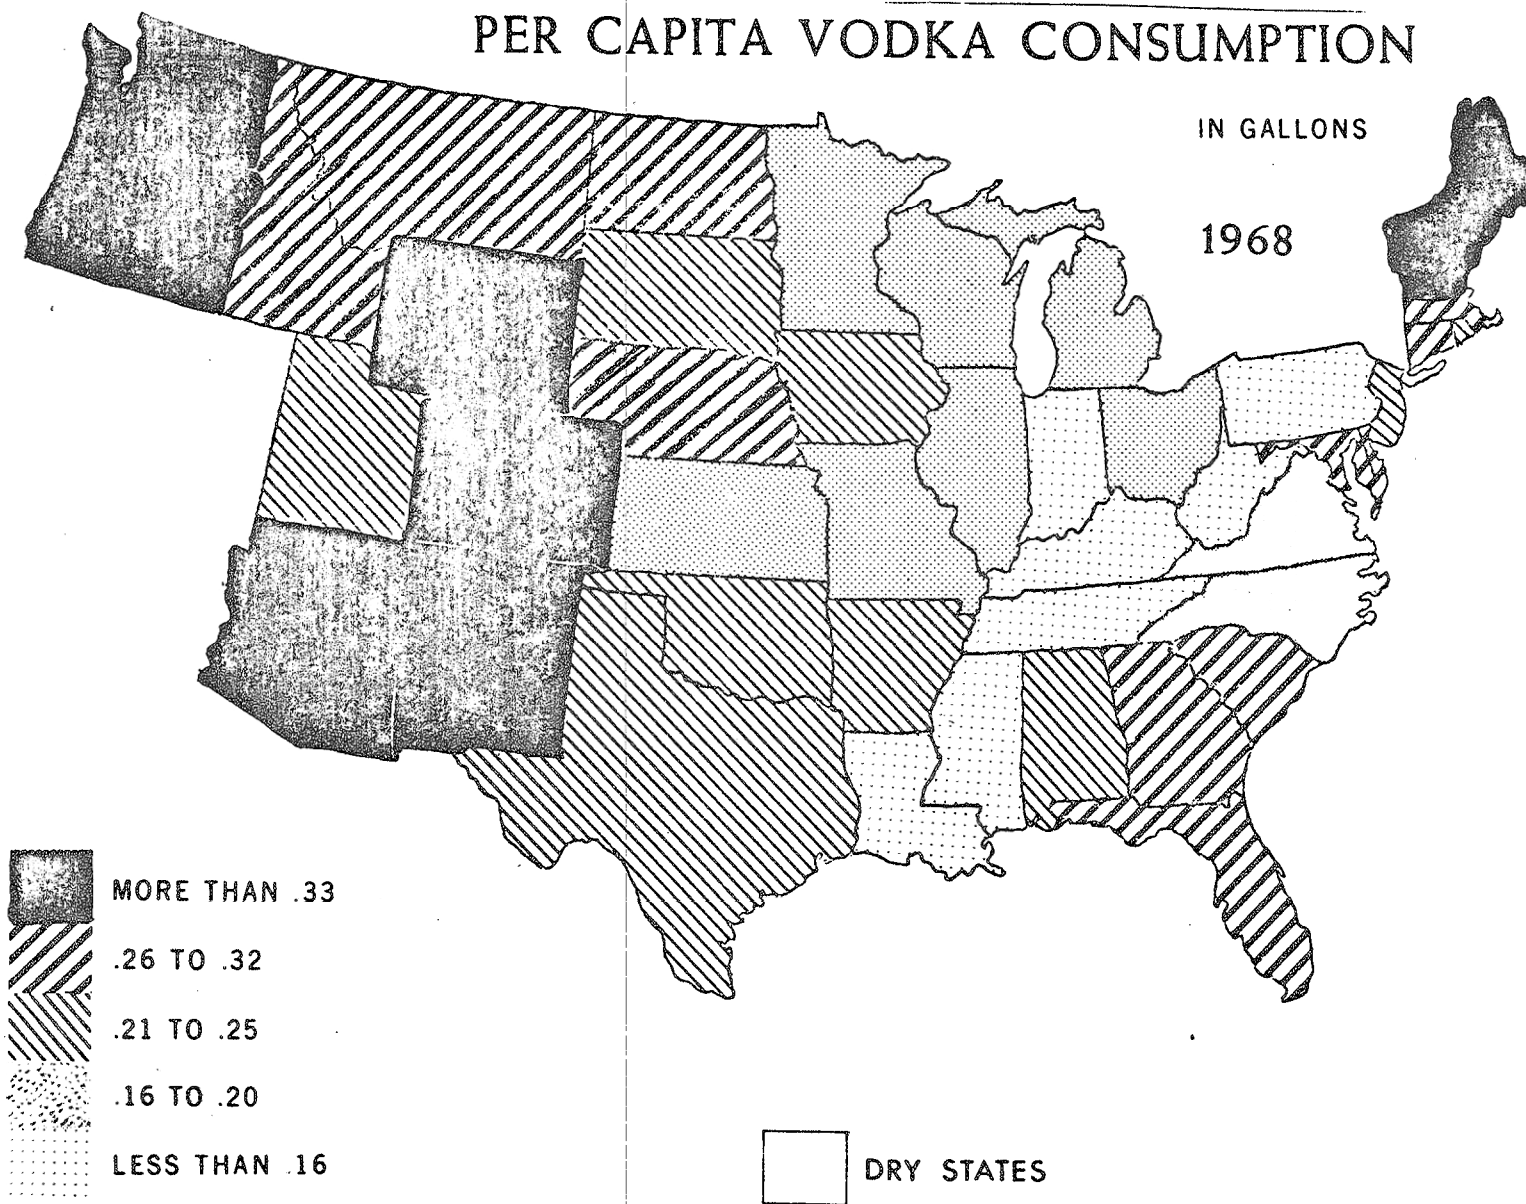 PER CAPITA VODKA CONSUMPTION
IN GALLONS
1968
MORE THAN .33
.26 TO .32
.21 TO .25
.16 TO .20
LESS THAN .16
DRY STATES